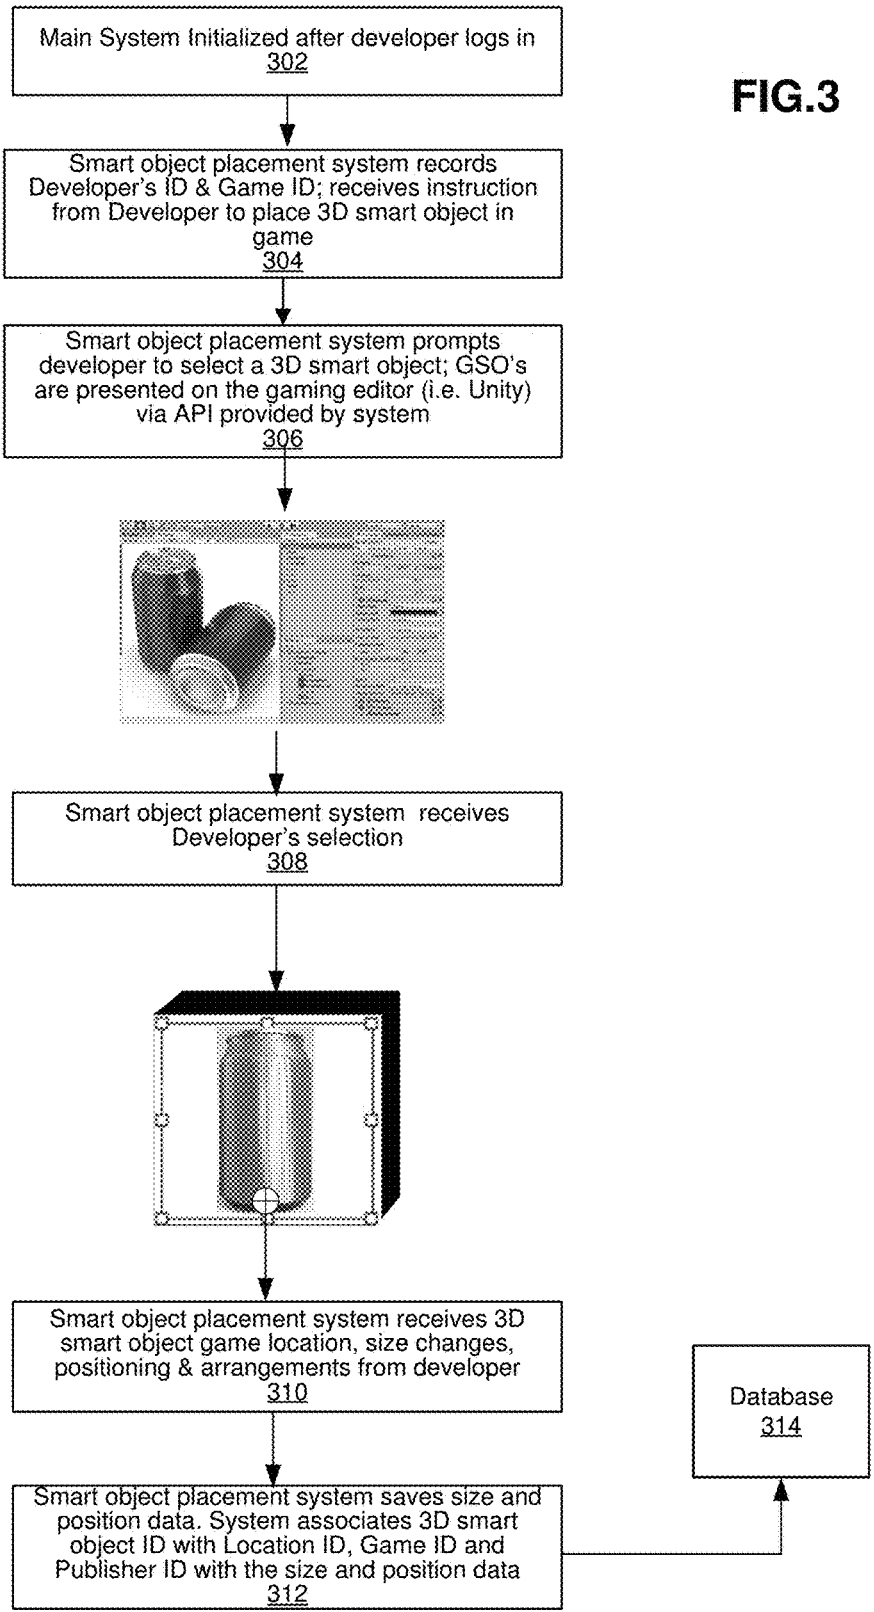 Main System Initialized after developer logs in
302
FIG.3
Smart object placement system records
Developer's ID & Game ID; receives instruction
from Developer to place 3D smart object in
game
304
Smart object placement system prompts
developer to select a 3D smart object; GSO's
are presented on the gaming editor (i.e. Unity)
via API provided by system
306
Smart object placement system receives
Developer's selection
308
Smart object placement system receives 3D
smart object game location, size changes,
positioning & arrangements from developer
310
Database
314
Smart object placement system saves size and
position data. System associates 3D smart
object ID with Location ID, Game ID and
Publisher ID with the size and position data
312